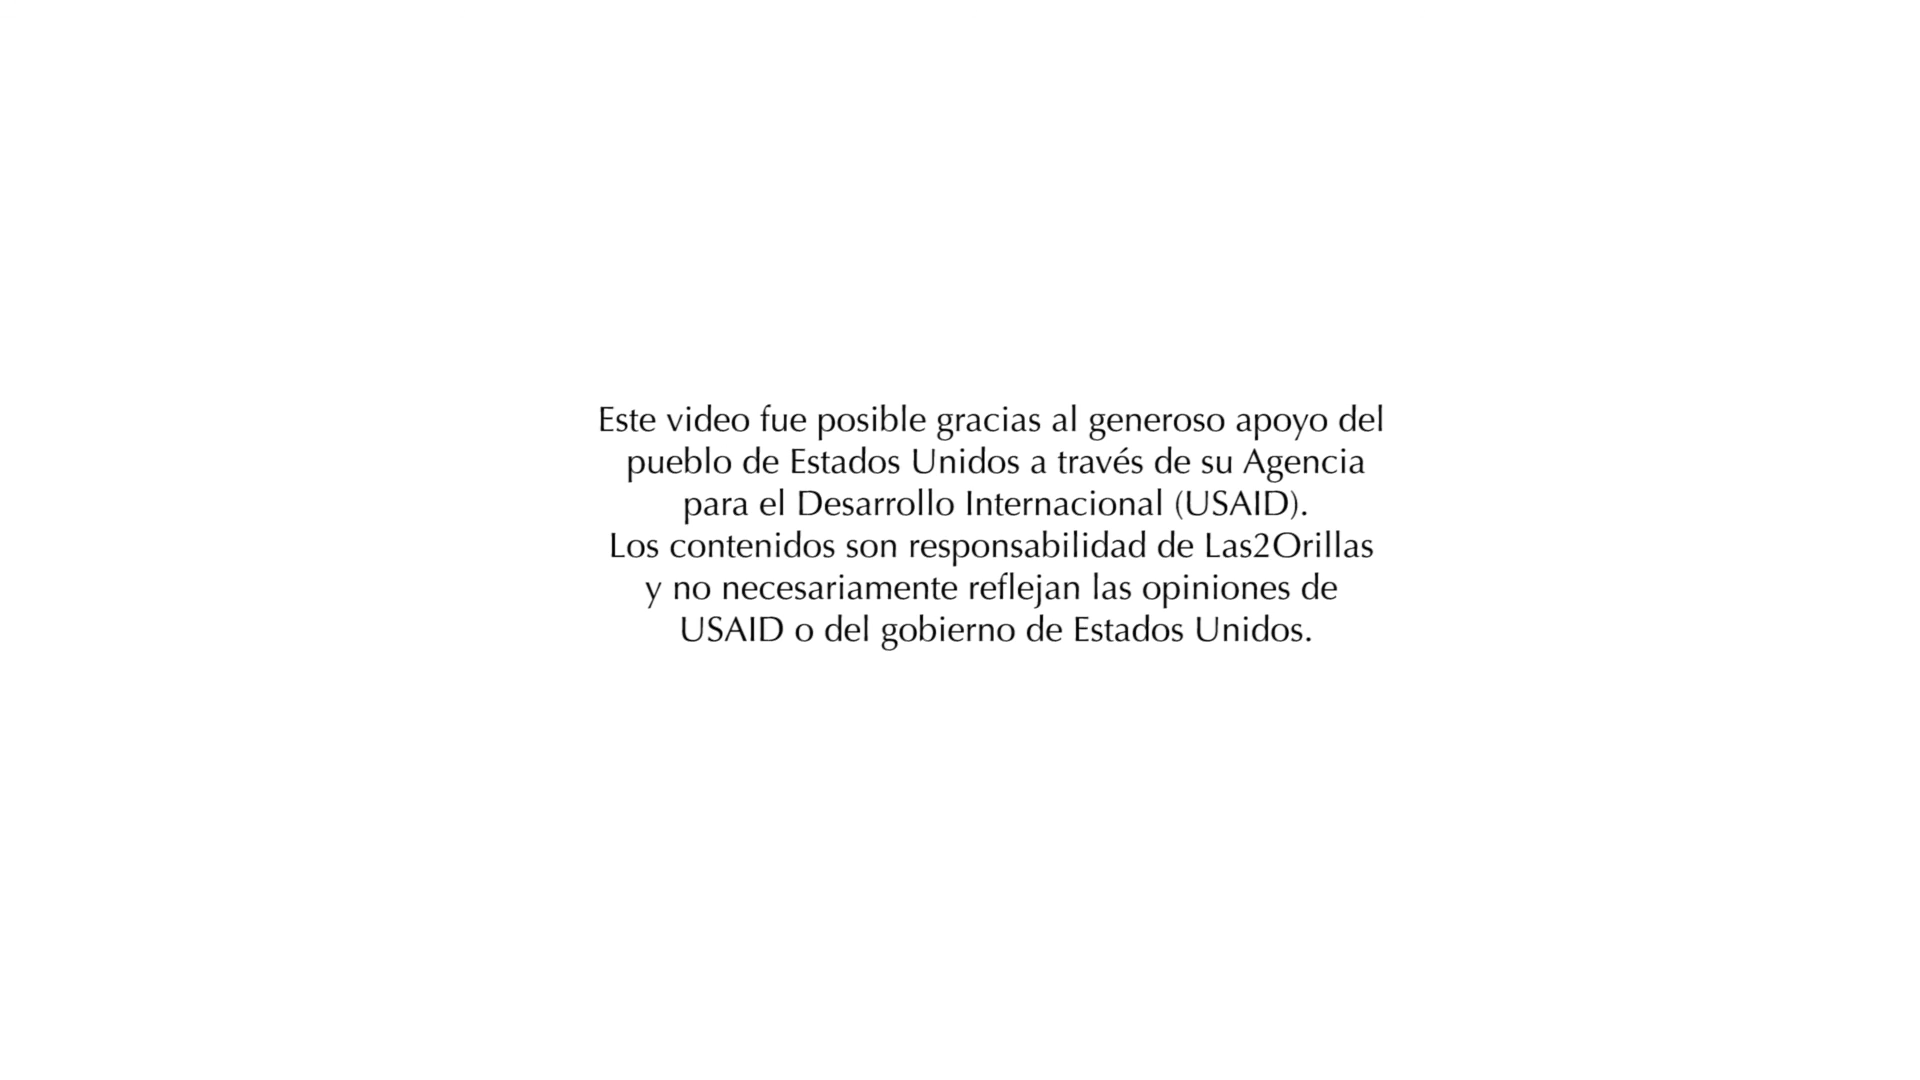 Este video fue posible gracias al generoso apoyo del
pueblo de Estados Unidos a través de su Agencia
para el Desarrollo Internacional (USAID).
Los contenidos son responsabilidad de Las2Orillas
y no necesariamente reflejan las opiniones de
USAID o del gobierno de Estados Unidos.